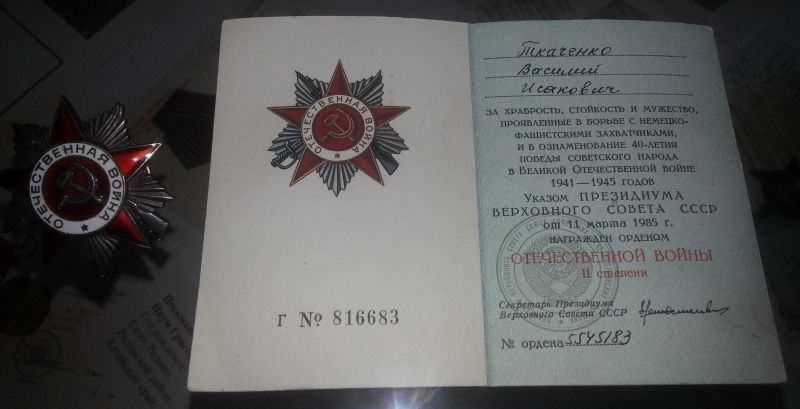 ОТЕЧЕСТВЕННАЯ ВОЙНА
ОТЕЧЕСТВЕННАЯ ВОЙНА
Г № 816683
Ткаченко
Василий
Исакович
ЗА ХРАБРОСТЬ, СТОЙКОСТЬ И МУЖЕСТВО,
ПРОЯВЛЕННЫЕ В БОРЬБЕ С НЕМЕЦКО-
ФАШИСТСКИМИ ЗАХВАТЧИКАМИ,
И В ОЗНАМЕНОВАНИЕ 40-ЛЕТИЯ
ПОБЕДЫ СОВЕТСКОГО НАРОДА
В ВЕЛИКОЙ ОТЕЧЕСТВЕННОЙ ВОЙНЕ
1941—1945 ГОДОВ
УКАЗОМ ПРЕЗИДИУМА
ВЕРХОВНОГО СОВЕТА СССР
от 11 марта 1985 г.
НАГРАЖДЕН ОРДЕНОМ
ОТЕЧЕСТВЕННОЙ ВОЙНЫ
II степени
Секретарь Президиума
Верховного Совета СССР
№ ордена 5545183